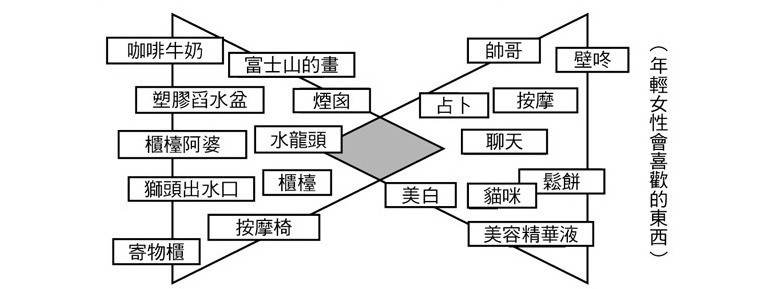 咖啡牛奶
富士山的畫
塑膠舀水盆
煙囪
櫃檯阿婆
水龍頭
獅頭出水口
櫃檯
按摩椅
寄物櫃
帥哥
壁咚
占卜
按摩
聊天
美白
貓咪
鬆餅
美容精華液
（年輕女性會喜歡的東西）